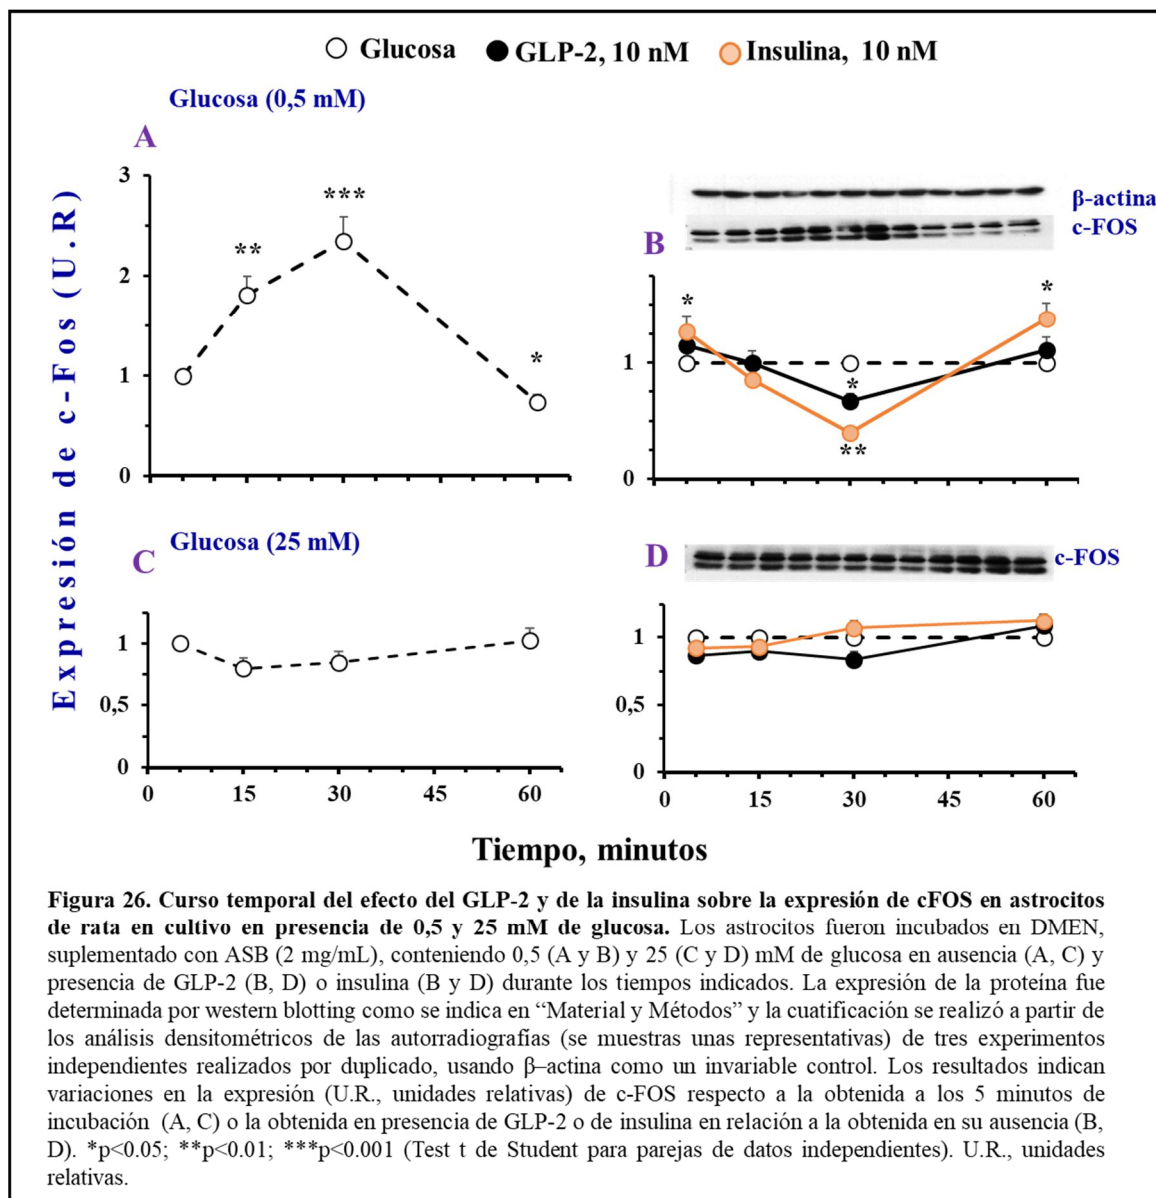 Glucosa GLP-2, 10 nM Insulina, 10 nM
Glucosa (0,5 mM)
A
Expresión de c-Fos (U.R)
3
2
1
0
**
***
*
β-actina
c-FOS
B
1
0
*
*
**
*
Glucosa (25 mM)
C
1
0,5
0
0 15 30 45 60
D
c-FOS
1
0,5
0
0 15 30 45 60
Tiempo, minutos
Figura 26. Curso temporal del efecto del GLP-2 y de la insulina sobre la expresión de cFOS en astrocitos
de rata en cultivo en presencia de 0,5 y 25 mM de glucosa. Los astrocitos fueron incubados en DMEN,
suplementado con ASB (2 mg/mL), conteniendo 0,5 (A y B) y 25 (C y D) mM de glucosa en ausencia (A, C) y
presencia de GLP-2 (B, D) o insulina (B y D) durante los tiempos indicados. La expresión de la proteína fue
determinada por western blotting como se indica en “Material y Métodos” y la cuatificación se realizó a partir de
los análisis densitométricos de las autorradiografías (se muestras unas representativas) de tres experimentos
independientes realizados por duplicado, usando β–actina como un invariable control. Los resultados indican
variaciones en la expresión (U.R., unidades relativas) de c-FOS respecto a la obtenida a los 5 minutos de
incubación (A, C) o la obtenida en presencia de GLP-2 o de insulina en relación a la obtenida en su ausencia (B,
D). *p<0.05; **p<0.01; ***p<0.001 (Test t de Student para parejas de datos independientes). U.R., unidades
relativas.